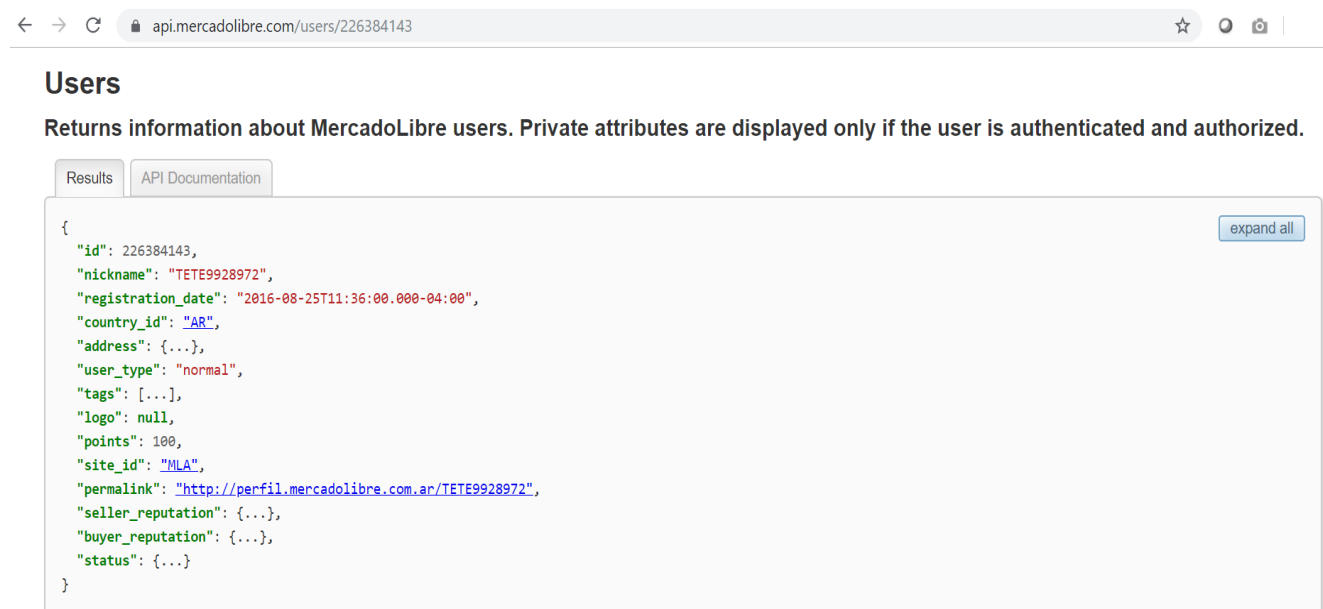 api.mercadolibre.com/users/226384143
Users
Returns information about MercadoLibre users. Private attributes are displayed only if the user is authenticated and authorized.
Results API Documentation
{ expand all
"id": 226384143,
"nickname": "TETE9928972",
"registration_date": "2016-08-25T11:36:00.000-04:00",
"country_id": "AR",
"address": {...},
"user_type": "normal",
"tags": [...],
"logo": null,
"points": 100,
"site_id": "MLA",
"permalink": "http://perfil.mercadolibre.com.ar/TETE9928972",
"seller_reputation": {...},
"buyer_reputation": {...},
"status": {...}
}